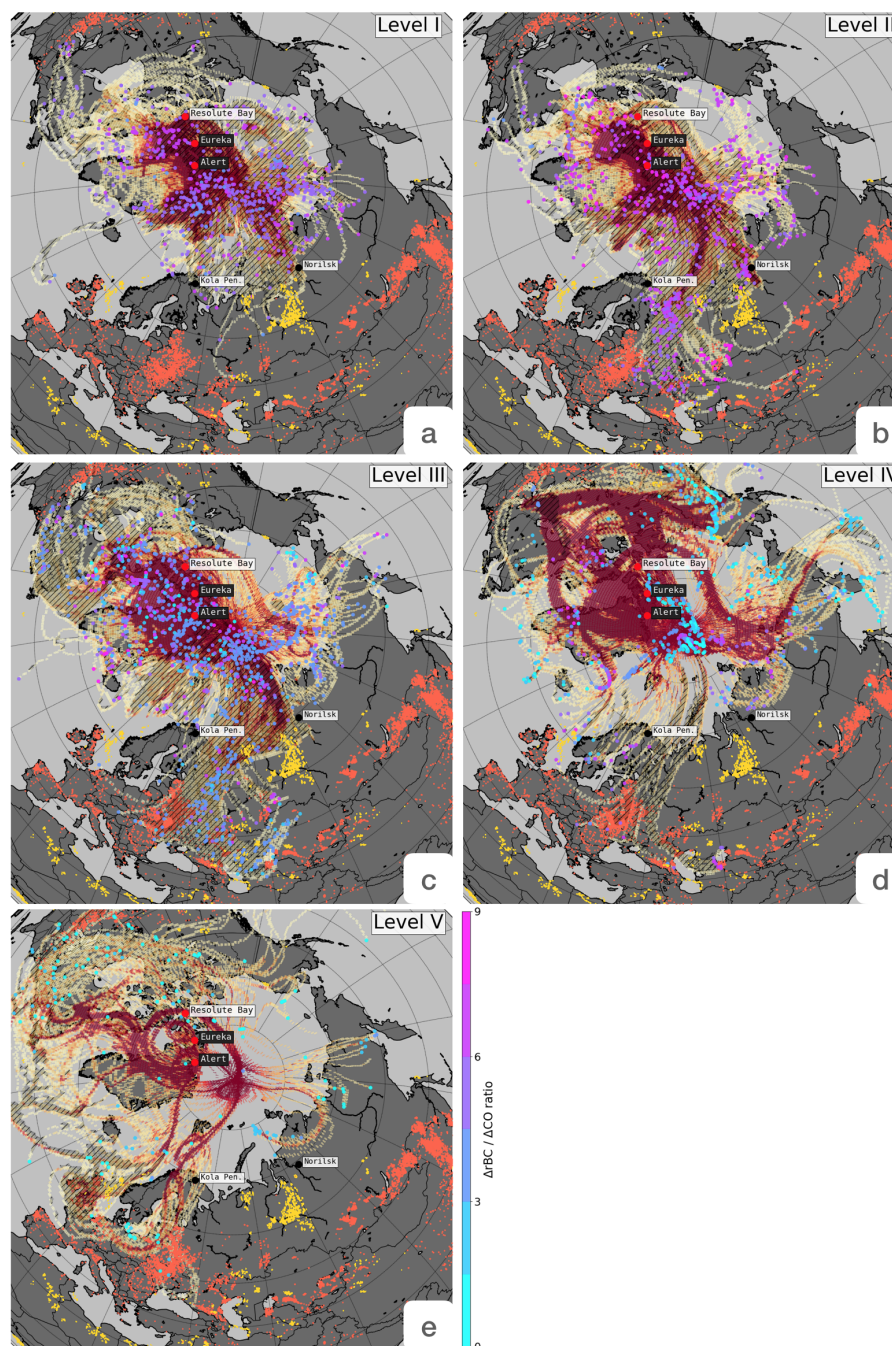 Level I
Resolute Bay
Eureka
Alert
Norilsk
Kola Pen.
a
Level II
Resolute Bay
Eureka
Alert
Norilsk
Kola Pen.
b
Level III
Resolute Bay
Eureka
Alert
Norilsk
Kola Pen.
c
Level IV
Resolute Bay
Eureka
Alert
Norilsk
Kola Pen.
d
Level V
Resolute Bay
Eureka
Alert
Norilsk
Kola Pen.
e
9
6
3
0
ΔrBC / ΔCO ratio